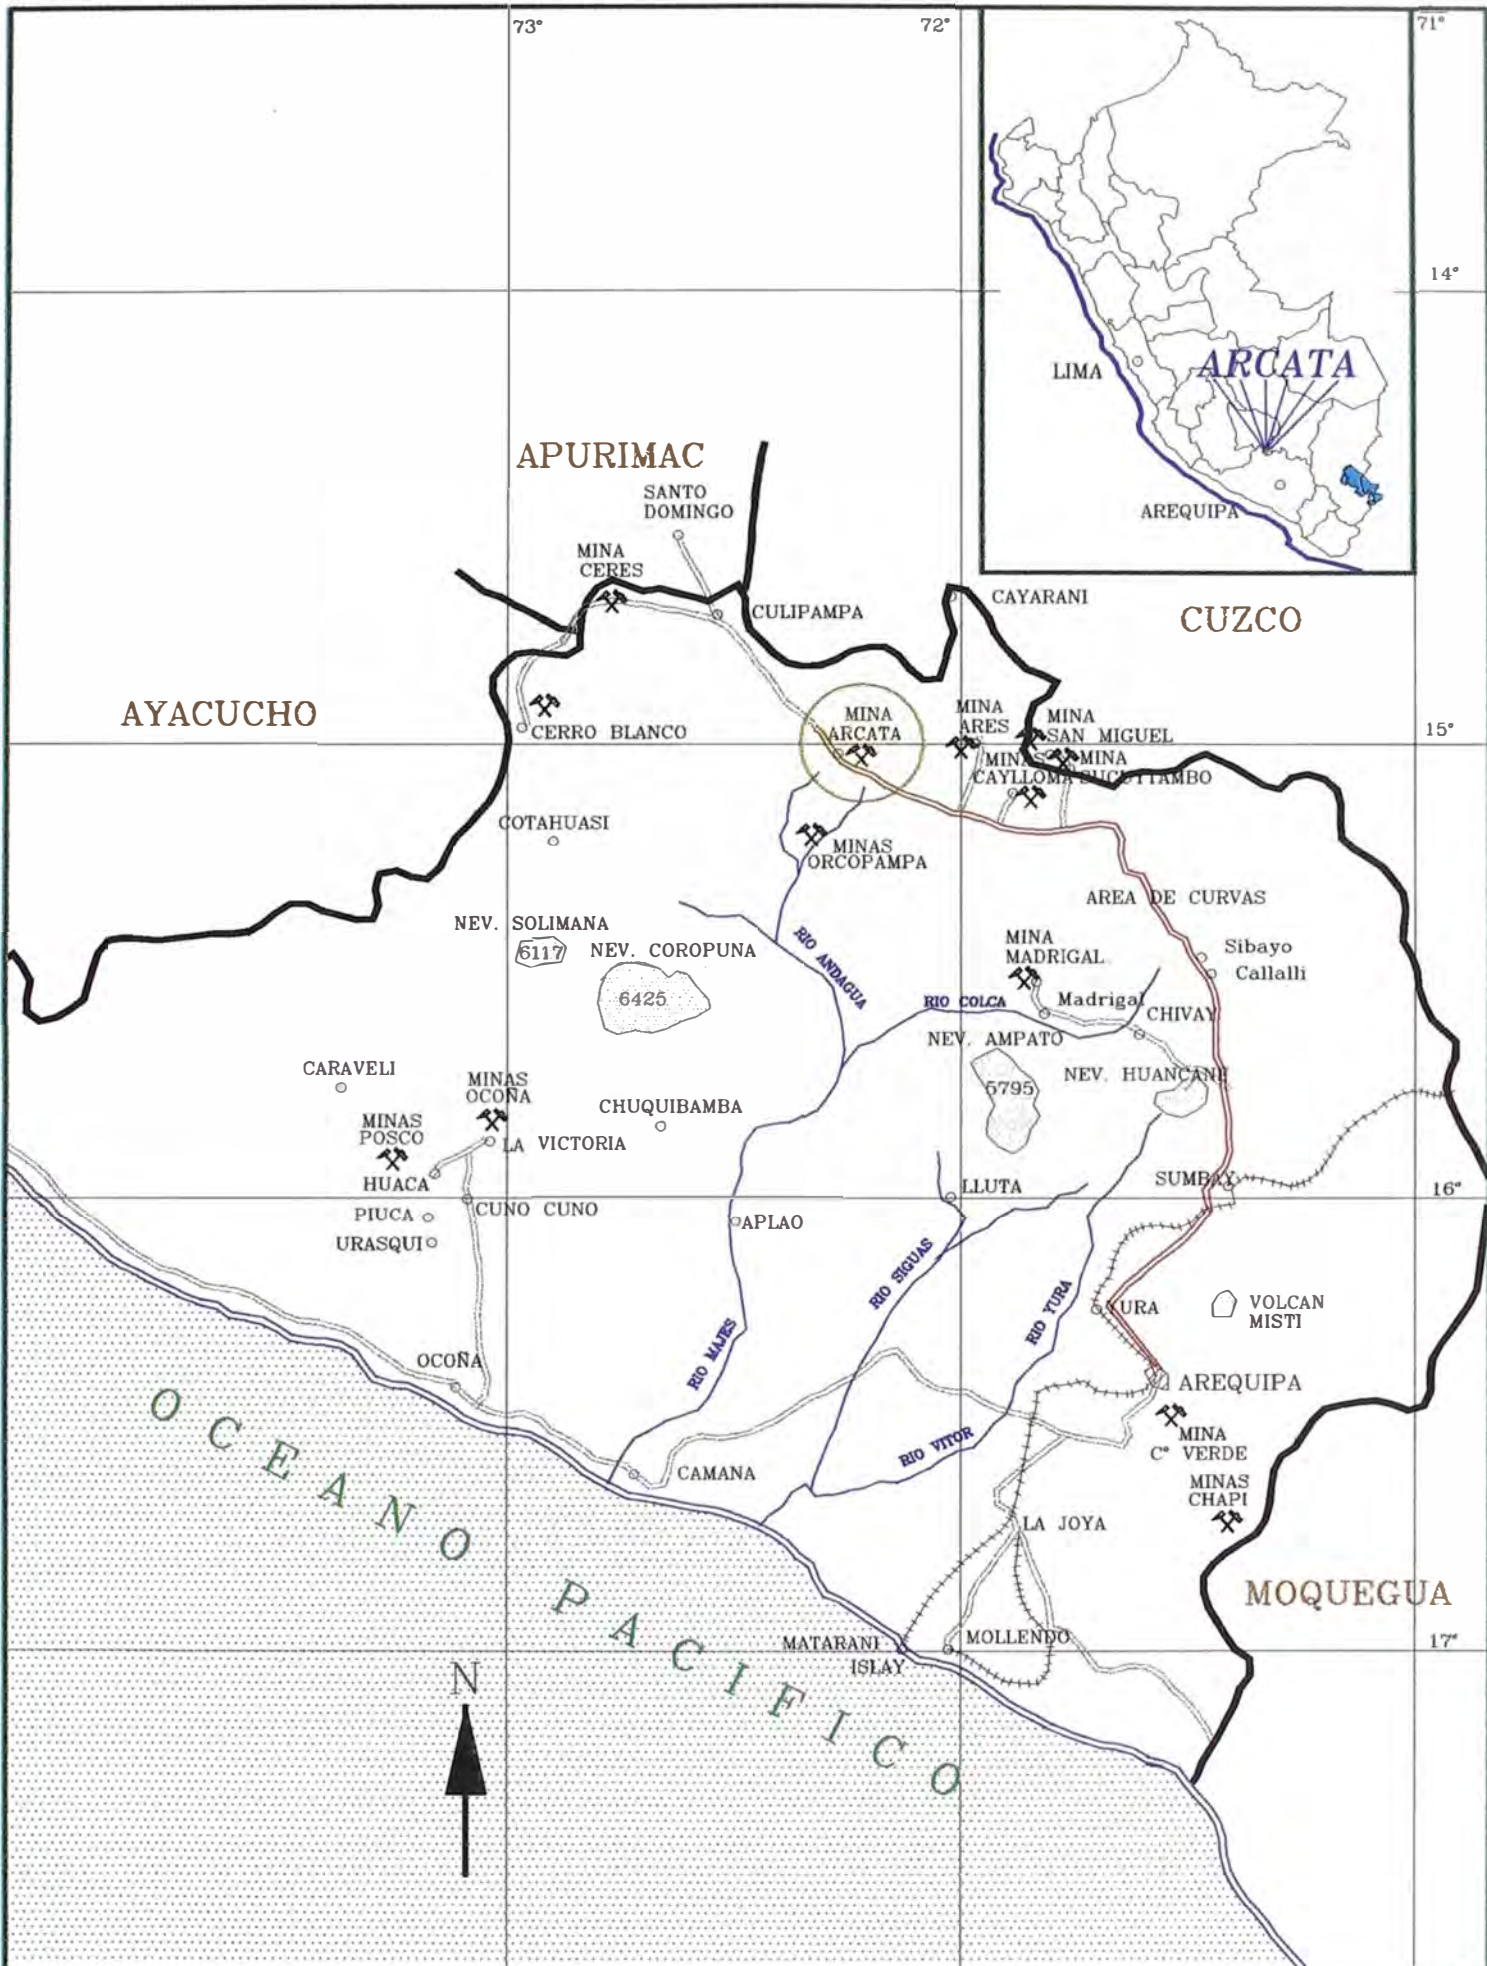 73°
72°
71°
14°
LIMA
ARCATA
AREQUIPA
APURIMAC
SANTO
DOMINGO
MINA
CERES
CULIPAMPA
CAYARANI
CUZCO
AYACUCHO
CERRO BLANCO
MINA
ARCATA
MINA
ARES
MINA
SAN MIGUEL
15°
MINAS
CAYLLOMA
MINA
SUCUYTAMBO
COTAHUASI
MINAS
ORCOPAMPA
AREA DE CURVAS
NEV. SOLIMANA
6117
NEV. COROPUNA
6425
RIO ANDAGUA
MINA
MADRIGAL
Sibayo
Callalli
RIO COLCA
Madrigal
CHIVAY
NEV. AMPATO
5795
NEV. HUANCANE
CARAVELI
MINAS
OCOÑA
CHUQUIBAMBA
MINAS
POSCO
LA VICTORIA
HUACA
SUMBAY
LLUTA
16°
PIUCA
CUNO CUNO
APLAO
URASQUI
RIO SIGUAS
RIO YURA
YURA
VOLCAN
MISTI
RIO MAJES
OCOÑA
AREQUIPA
MINA
C° VERDE
RIO VITOR
CAMANA
MINAS
CHAPI
LA JOYA
MOQUEGUA
MATARANI
ISLAY
MOLLENDO
17°
OCEANO PACIFICO
N